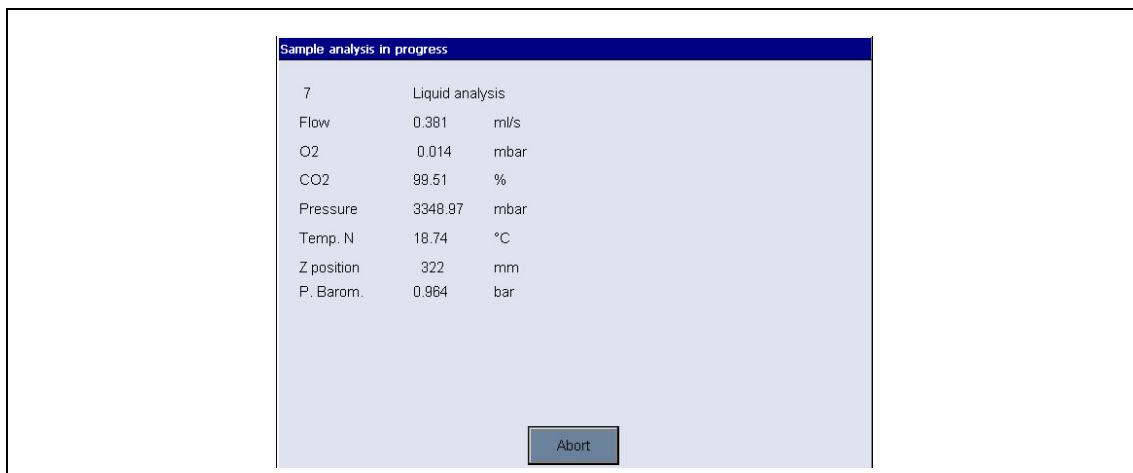 Sample analysis in progress
7 Liquid analysis
Flow 0.381 ml/s
O2 0.014 mbar
CO2 99.51 %
Pressure 3348.97 mbar
Temp. N 18.74 °C
Z position 322 mm
P. Barom. 0.964 bar
Abort